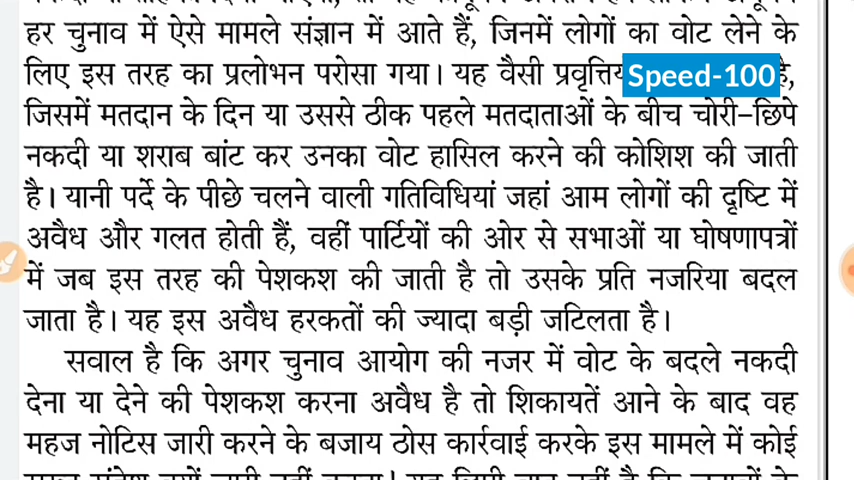 हर चुनाव में ऐसे मामले संज्ञान में आते हैं, जिनमें लोगों का वोट लेने के
लिए इस तरह का प्रलोभन परोसा गया। यह वैसी
Speed-100
जिसमें मतदान के दिन या उससे ठीक पहले मतदाताओं के बीच चोरी-छिपे
नकदी या शराब बांट कर उनका वोट हासिल करने की कोशिश की जाती
है। यानी पर्दे के पीछे चलने वाली गतिविधियां जहां आम लोगों की दृष्टि में
अवैध और गलत होती हैं, वहीं पार्टियों की ओर से सभाओं या घोषणापत्रों
में जब इस तरह की पेशकश की जाती है तो उसके प्रति नजरिया बदल
जाता है। यह इस अवैध हरकतों की ज्यादा बड़ी जटिलता है।
सवाल है कि अगर चुनाव आयोग की नजर में वोट के बदले नकदी
देना या देने की पेशकश करना अवैध है तो शिकायतें आने के बाद वह
महज नोटिस जारी करने के बजाय ठोस कार्रवाई करके इस मामले में कोई